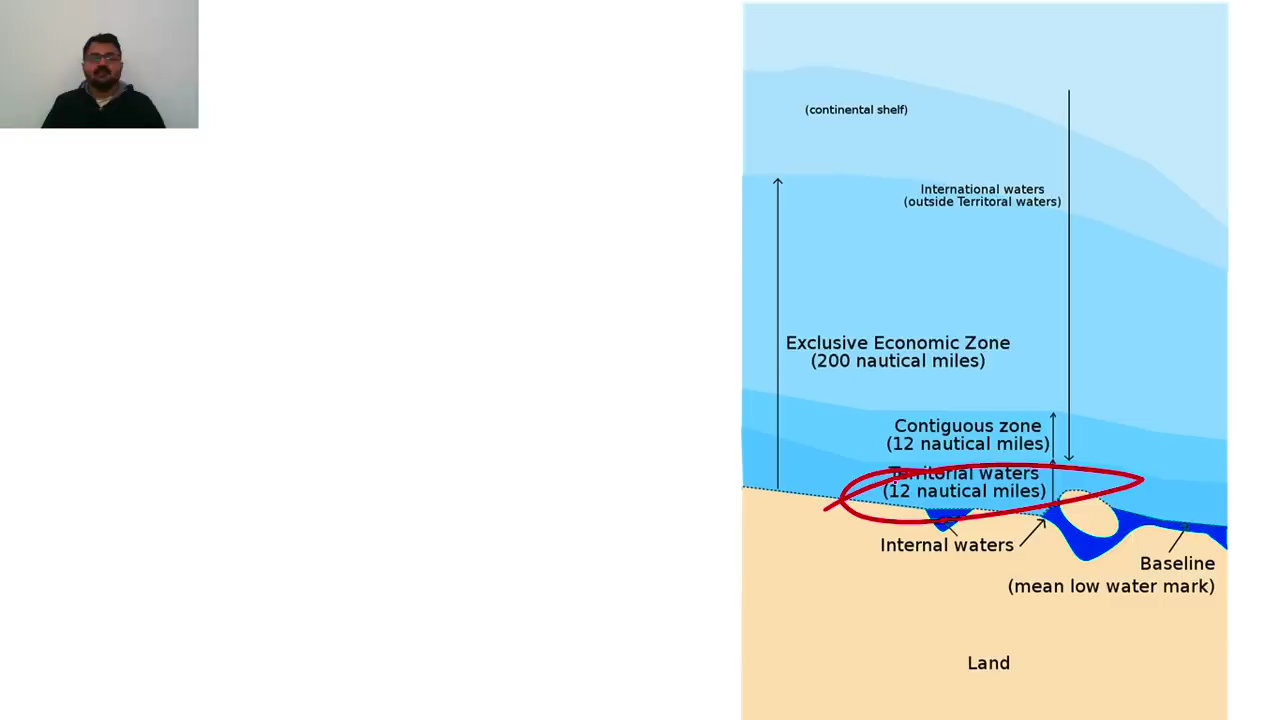 (continental shelf)
International waters
(outside Territoral waters)
Exclusive Economic Zone
(200 nautical miles)
Contiguous zone
(12 nautical miles)
Territorial waters
(12 nautical miles)
Internal waters
Baseline
(mean low water mark)
Land